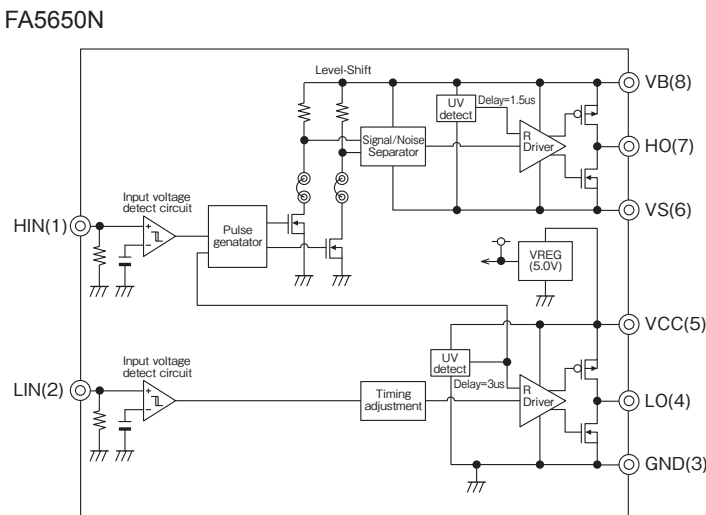 FA5650N
Level-Shift
VB(8)
UV
detect
Delay=1.5us
Signal/Noise
Separator
R
Driver
HO(7)
Input voltage
detect circuit
VS(6)
HIN(1)
+
−
Pulse
genatator
VREG
(5.0V)
VCC(5)
UV
detect
Delay=3us
Input voltage
detect circuit
LIN(2)
+
−
Timing
adjustment
R
Driver
LO(4)
GND(3)